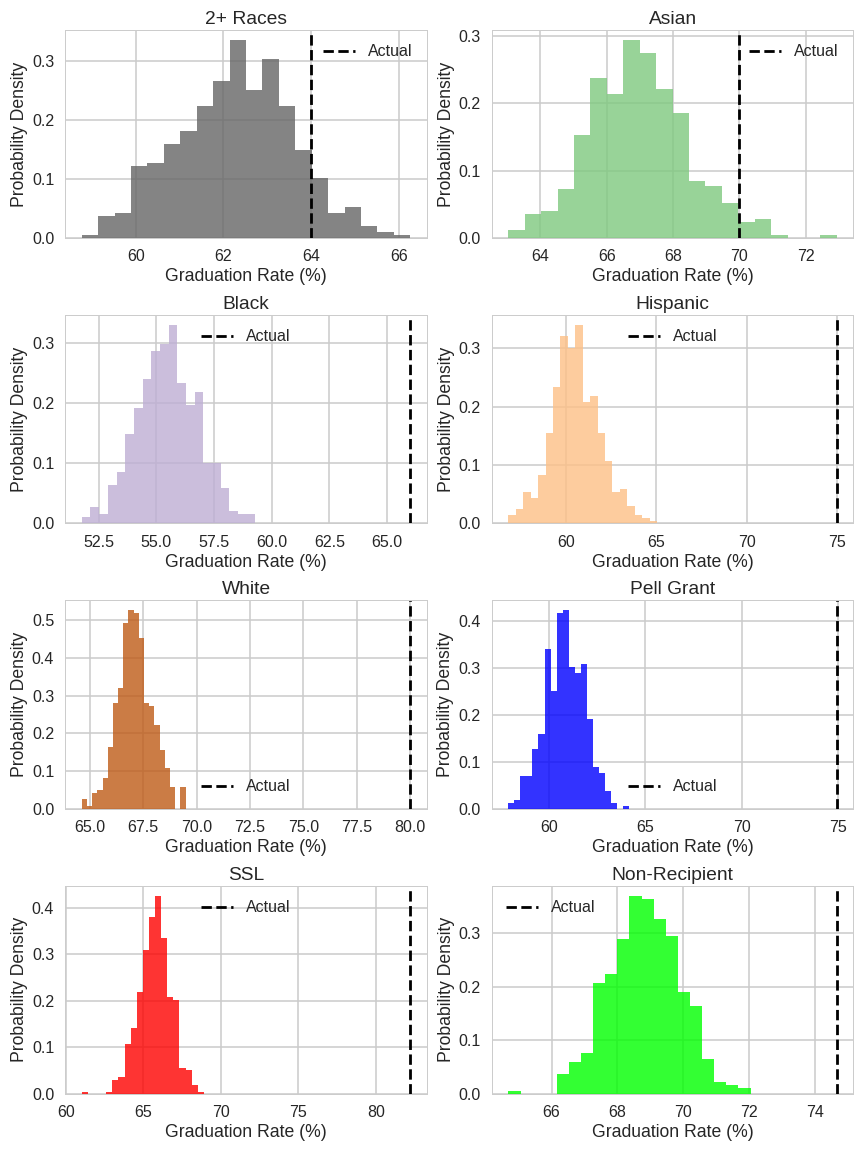 2+ Races
Probability Density
0.3
0.2
0.1
0.0
Actual
60 62 64 66
Graduation Rate (%)
Asian
Probability Density
0.3
0.2
0.1
0.0
Actual
64 66 68 70 72
Graduation Rate (%)
Black
Probability Density
0.3
0.2
0.1
0.0
Actual
52.5 55.0 57.5 60.0 62.5 65.0
Graduation Rate (%)
Hispanic
Probability Density
0.3
0.2
0.1
0.0
Actual
60 65 70 75
Graduation Rate (%)
White
Probability Density
0.5
0.4
0.3
0.2
0.1
0.0
Actual
65.0 67.5 70.0 72.5 75.0 77.5 80.0
Graduation Rate (%)
Pell Grant
Probability Density
0.4
0.3
0.2
0.1
0.0
Actual
60 65 70 75
Graduation Rate (%)
SSL
Probability Density
0.4
0.3
0.2
0.1
0.0
Actual
60 65 70 75 80
Graduation Rate (%)
Non-Recipient
Probability Density
0.3
0.2
0.1
0.0
Actual
66 68 70 72 74
Graduation Rate (%)